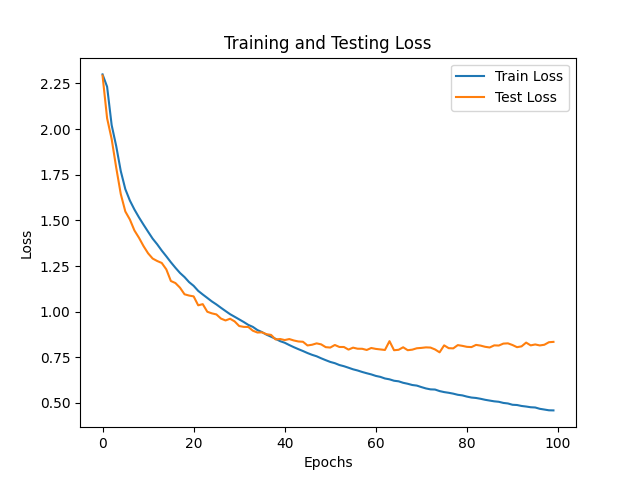 Training and Testing Loss
Train Loss
Test Loss
2.25
2.00
1.75
1.50
1.25
1.00
0.75
0.50
Loss
0 20 40 60 80 100
Epochs